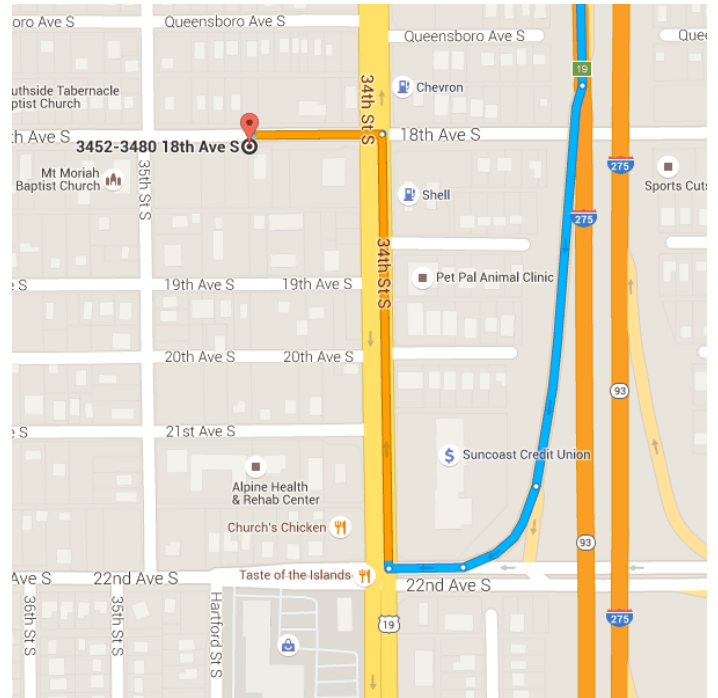 Queensboro Ave S
oro Ave S
Queensboro Ave S
Quee
19
uthside Tabernacle
ptist Church
Chevron
34th St S
th Ave S
18th Ave S
3452-3480 18th Ave S
275
Mt Moriah
Baptist Church
35th St S
Sports Cuts
Shell
275
34th St S
Pet Pal Animal Clinic
e S
19th Ave S
19th Ave S
20th Ave S
20th Ave S
93
e S
21st Ave S
$
Suncoast Credit Union
Alpine Health
& Rehab Center
Church's Chicken
93
Ave S
22nd Ave S
Taste of the Islands
22nd Ave S
36th St S
35th St S
Hartford St S
19
275